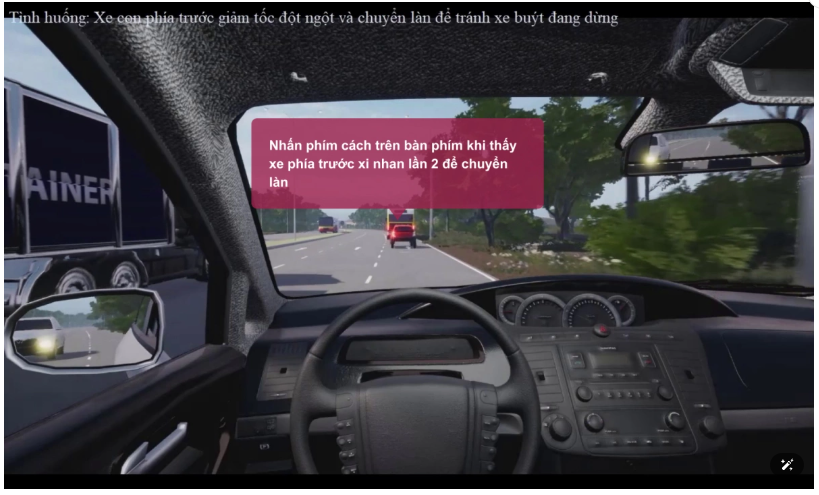 Tình huống: Xe con phía trước giảm tốc đột ngột và chuyển làn để tránh xe buýt đang dừng
Nhấn phím cách trên bàn phím khi thấy
xe phía trước xi nhan lần 2 để chuyển
làn
AINER